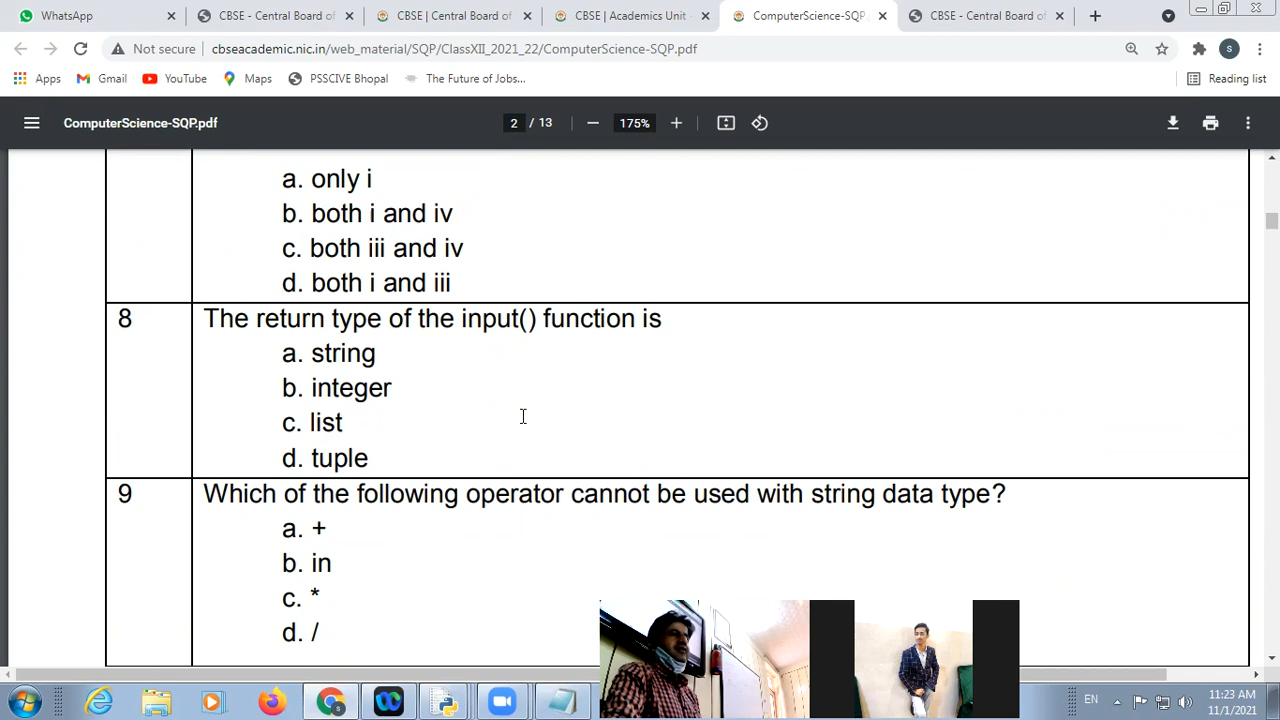 WhatsApp
CBSE - Central Board of
CBSE | Central Board of
CBSE | Academics Unit -
ComputerScience-SQP.
CBSE - Central Board of
Not secure
cbseacademic.nic.in/web_material/SQP/ClassXII_2021_22/ComputerScience-SQP.pdf
S
Apps
Gmail
YouTube
Maps
PSSCIVE Bhopal
The Future of Jobs...
Reading list
ComputerScience-SQP.pdf
2 / 13
175%
a. only i
b. both i and iv
c. both iii and iv
d. both i and iii
8 The return type of the input() function is
a. string
b. integer
c. list
d. tuple
9 Which of the following operator cannot be used with string data type?
a. +
b. in
c. *
d. /
EN
11:23 AM
11/1/2021